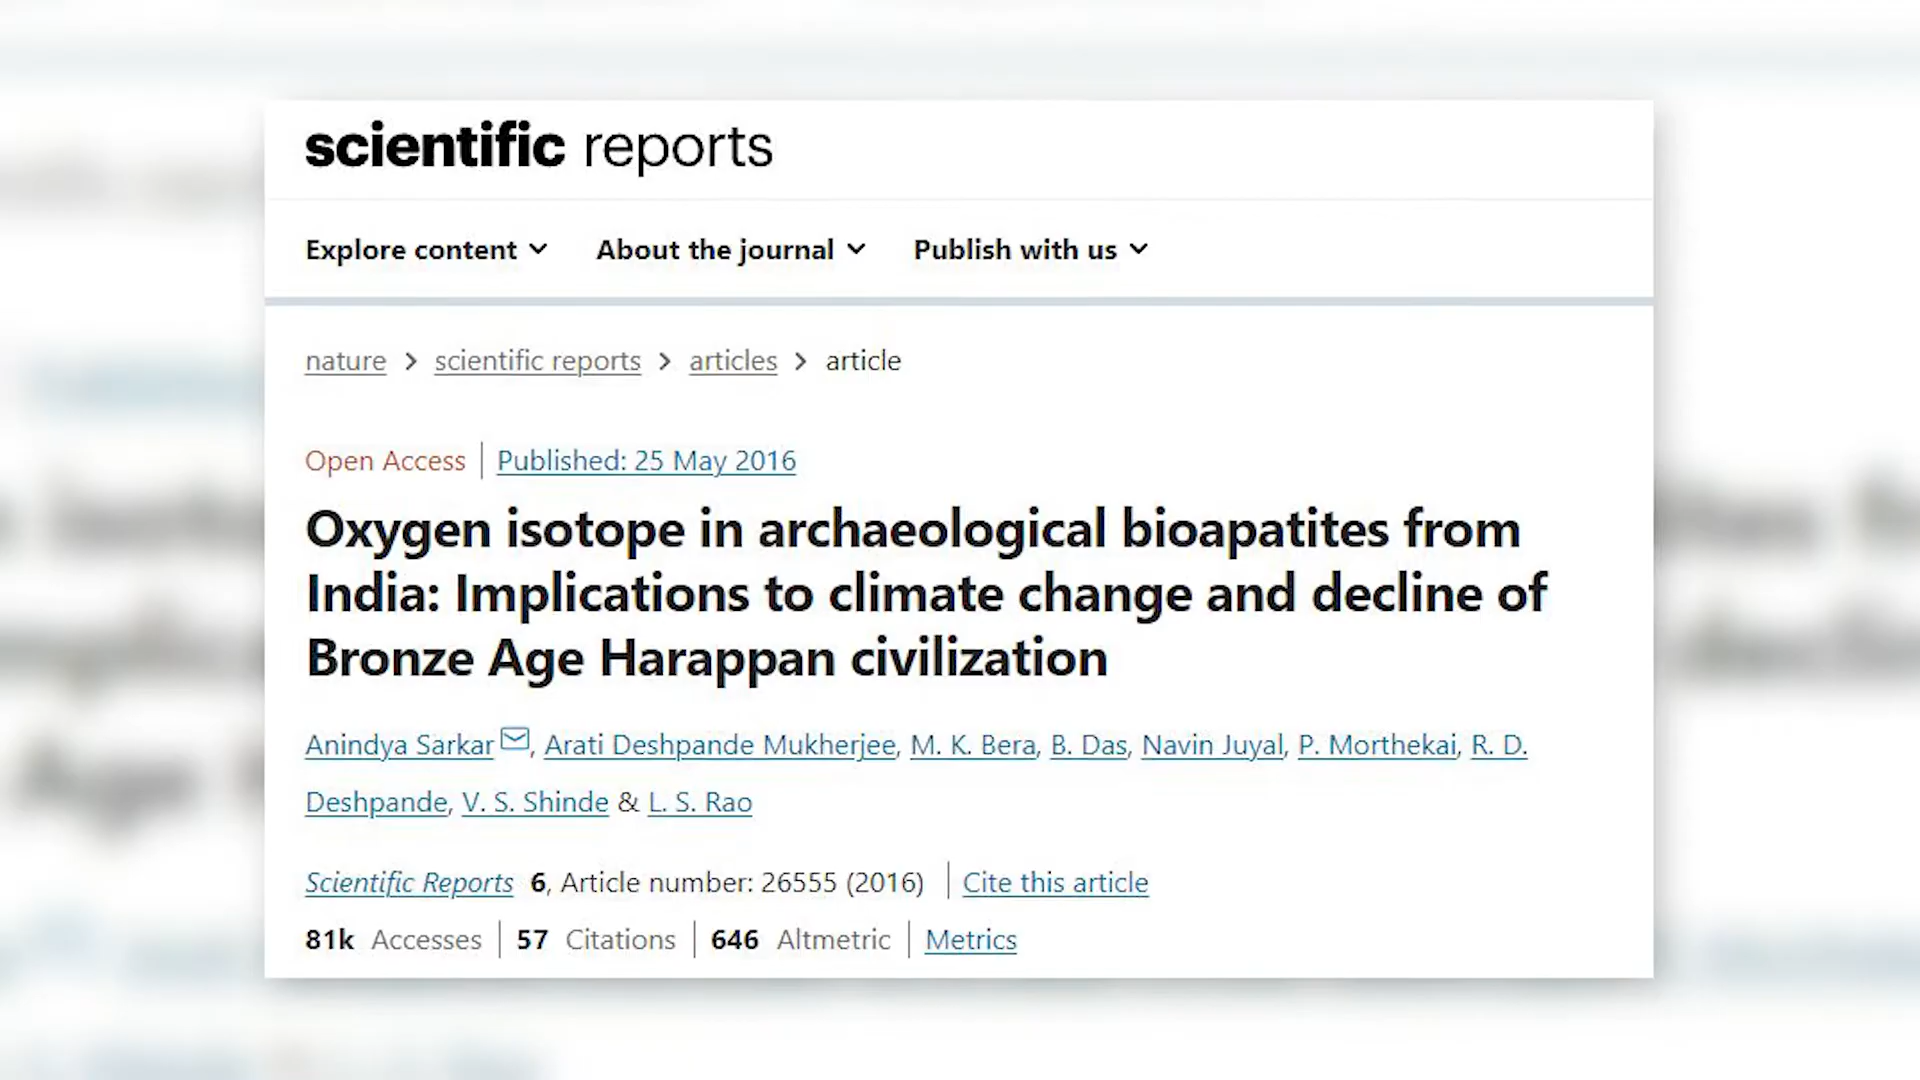 scientific reports
Explore content About the journal Publish with us
nature > scientific reports > articles > article
Open Access | Published: 25 May 2016
Oxygen isotope in archaeological bioapatites from
India: Implications to climate change and decline of
Bronze Age Harappan civilization
Anindya Sarkar, Arati Deshpande Mukherjee, M. K. Bera, B. Das, Navin Juyal, P. Morthekai, R. D.
Deshpande, V. S. Shinde & L. S. Rao
Scientific Reports 6, Article number: 26555 (2016) | Cite this article
81k Accesses | 57 Citations | 646 Altmetric | Metrics